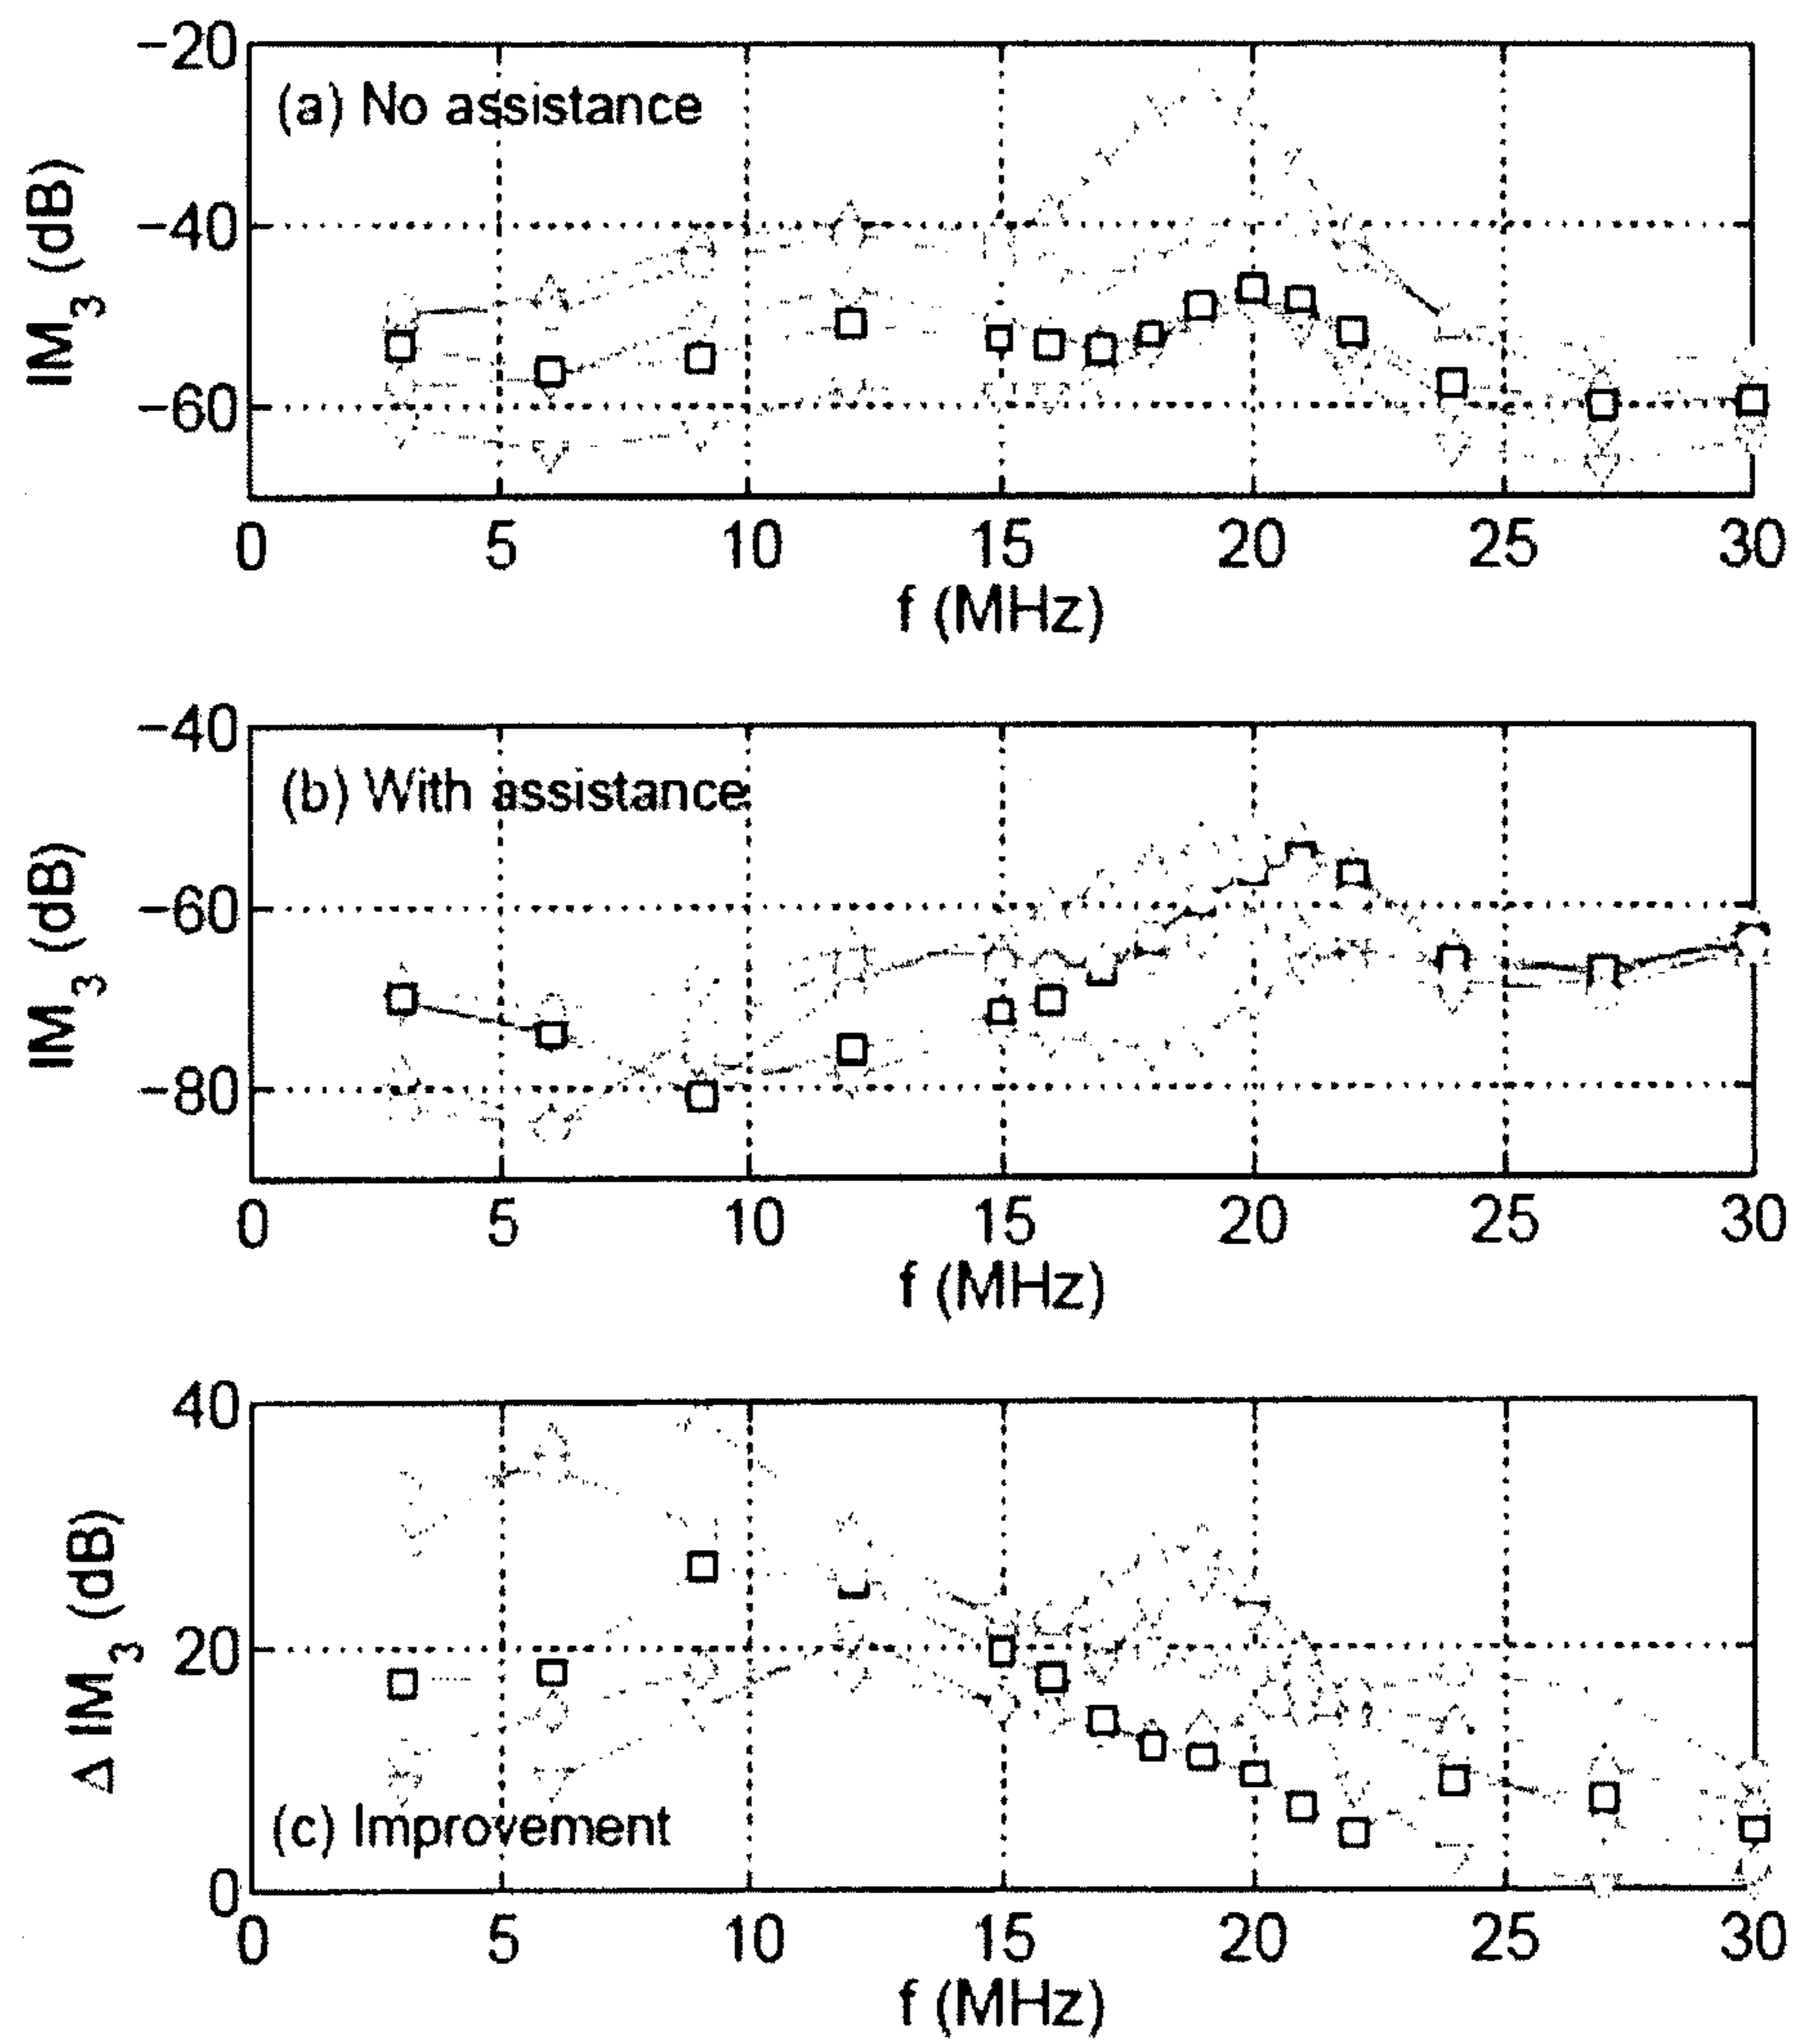 -20
(a) No assistance
IM3 (dB)
-40
-60
0 5 10 15 20 25 30
f (MHz)
-40
(b) With assistance
IM3 (dB)
-60
-80
0 5 10 15 20 25 30
f (MHz)
40
Δ IM3 (dB)
20
(c) Improvement
0
0 5 10 15 20 25 30
f (MHz)